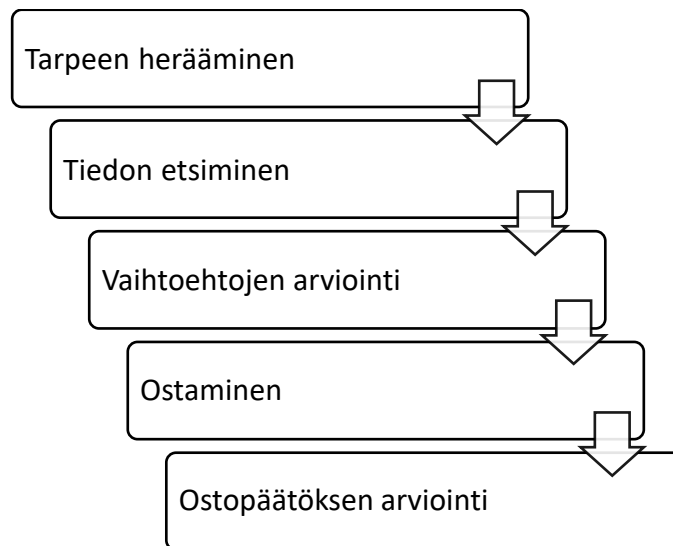 Tarpeen herääminen
Tiedon etsiminen
Vaihtoehtojen arviointi
Ostaminen
Ostopäätöksen arviointi